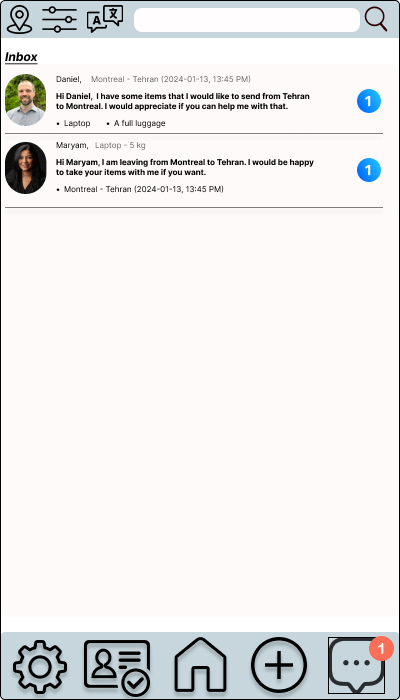 A 文
Inbox
Daniel, Montreal - Tehran (2024-01-13, 13:45 PM)
Hi Daniel, I have some items that I would like to send from Tehran
to Montreal. I would appreciate if you can help me with that.
1
• Laptop • A full luggage
Maryam, Laptop - 5 kg
Hi Maryam, I am leaving from Montreal to Tehran. I would be happy
to take your items with me if you want.
1
• Montreal - Tehran (2024-01-13, 13:45 PM)
1